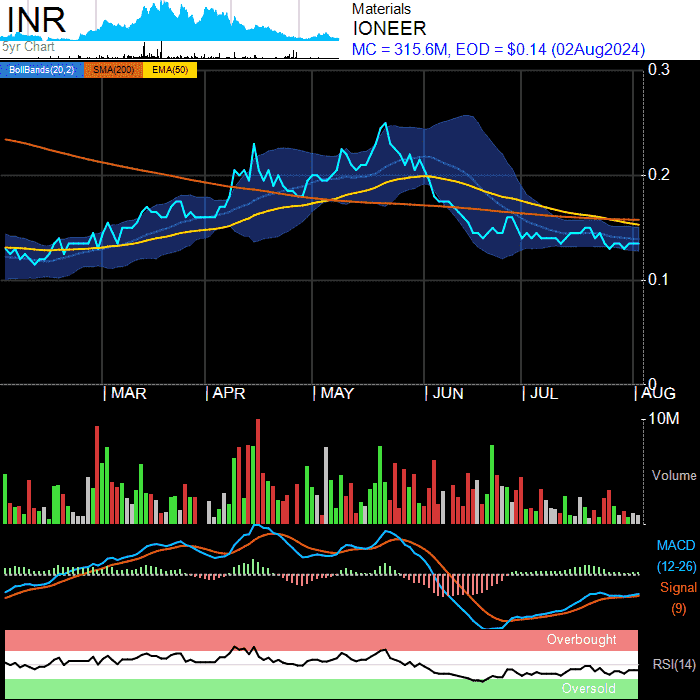 INR
5yr Chart
Materials
IONEER
MC = 315.6M, EOD = $0.14 (02Aug2024)
BollBands(20,2) SMA(200) EMA(50)
0.3
0.2
0.1
0
MAR APR MAY JUN JUL AUG
10M
Volume
MACD
(12-26)
Signal
(9)
Overbought
RSI(14)
Oversold